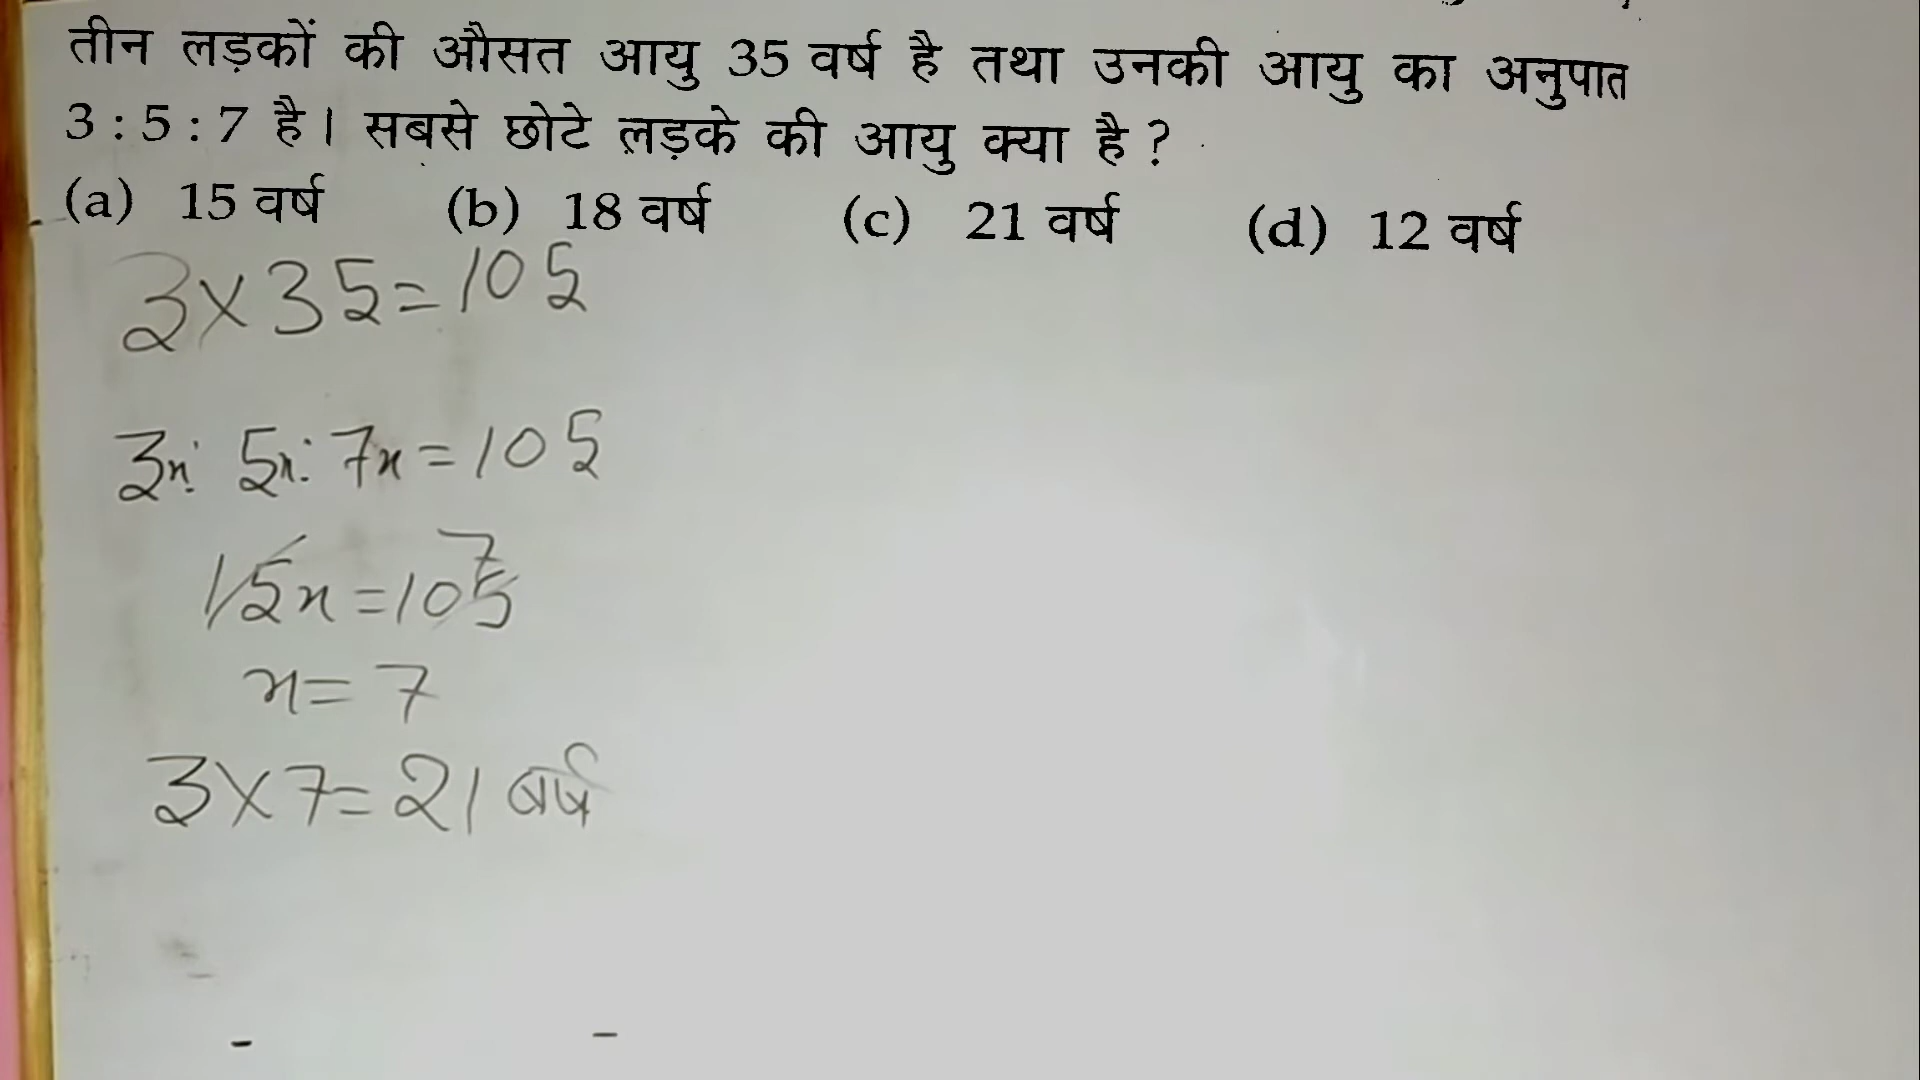 तीन लड़कों की औसत आयु 35 वर्ष है तथा उनकी आयु का अनुपात
3 : 5 : 7 है। सबसे छोटे लड़के की आयु क्या है ?
(a) 15 वर्ष (b) 18 वर्ष (c) 21 वर्ष (d) 12 वर्ष
3×35=105
3x: 5x: 7x=105
7
15x=105
x=7
3×7=21 वर्ष